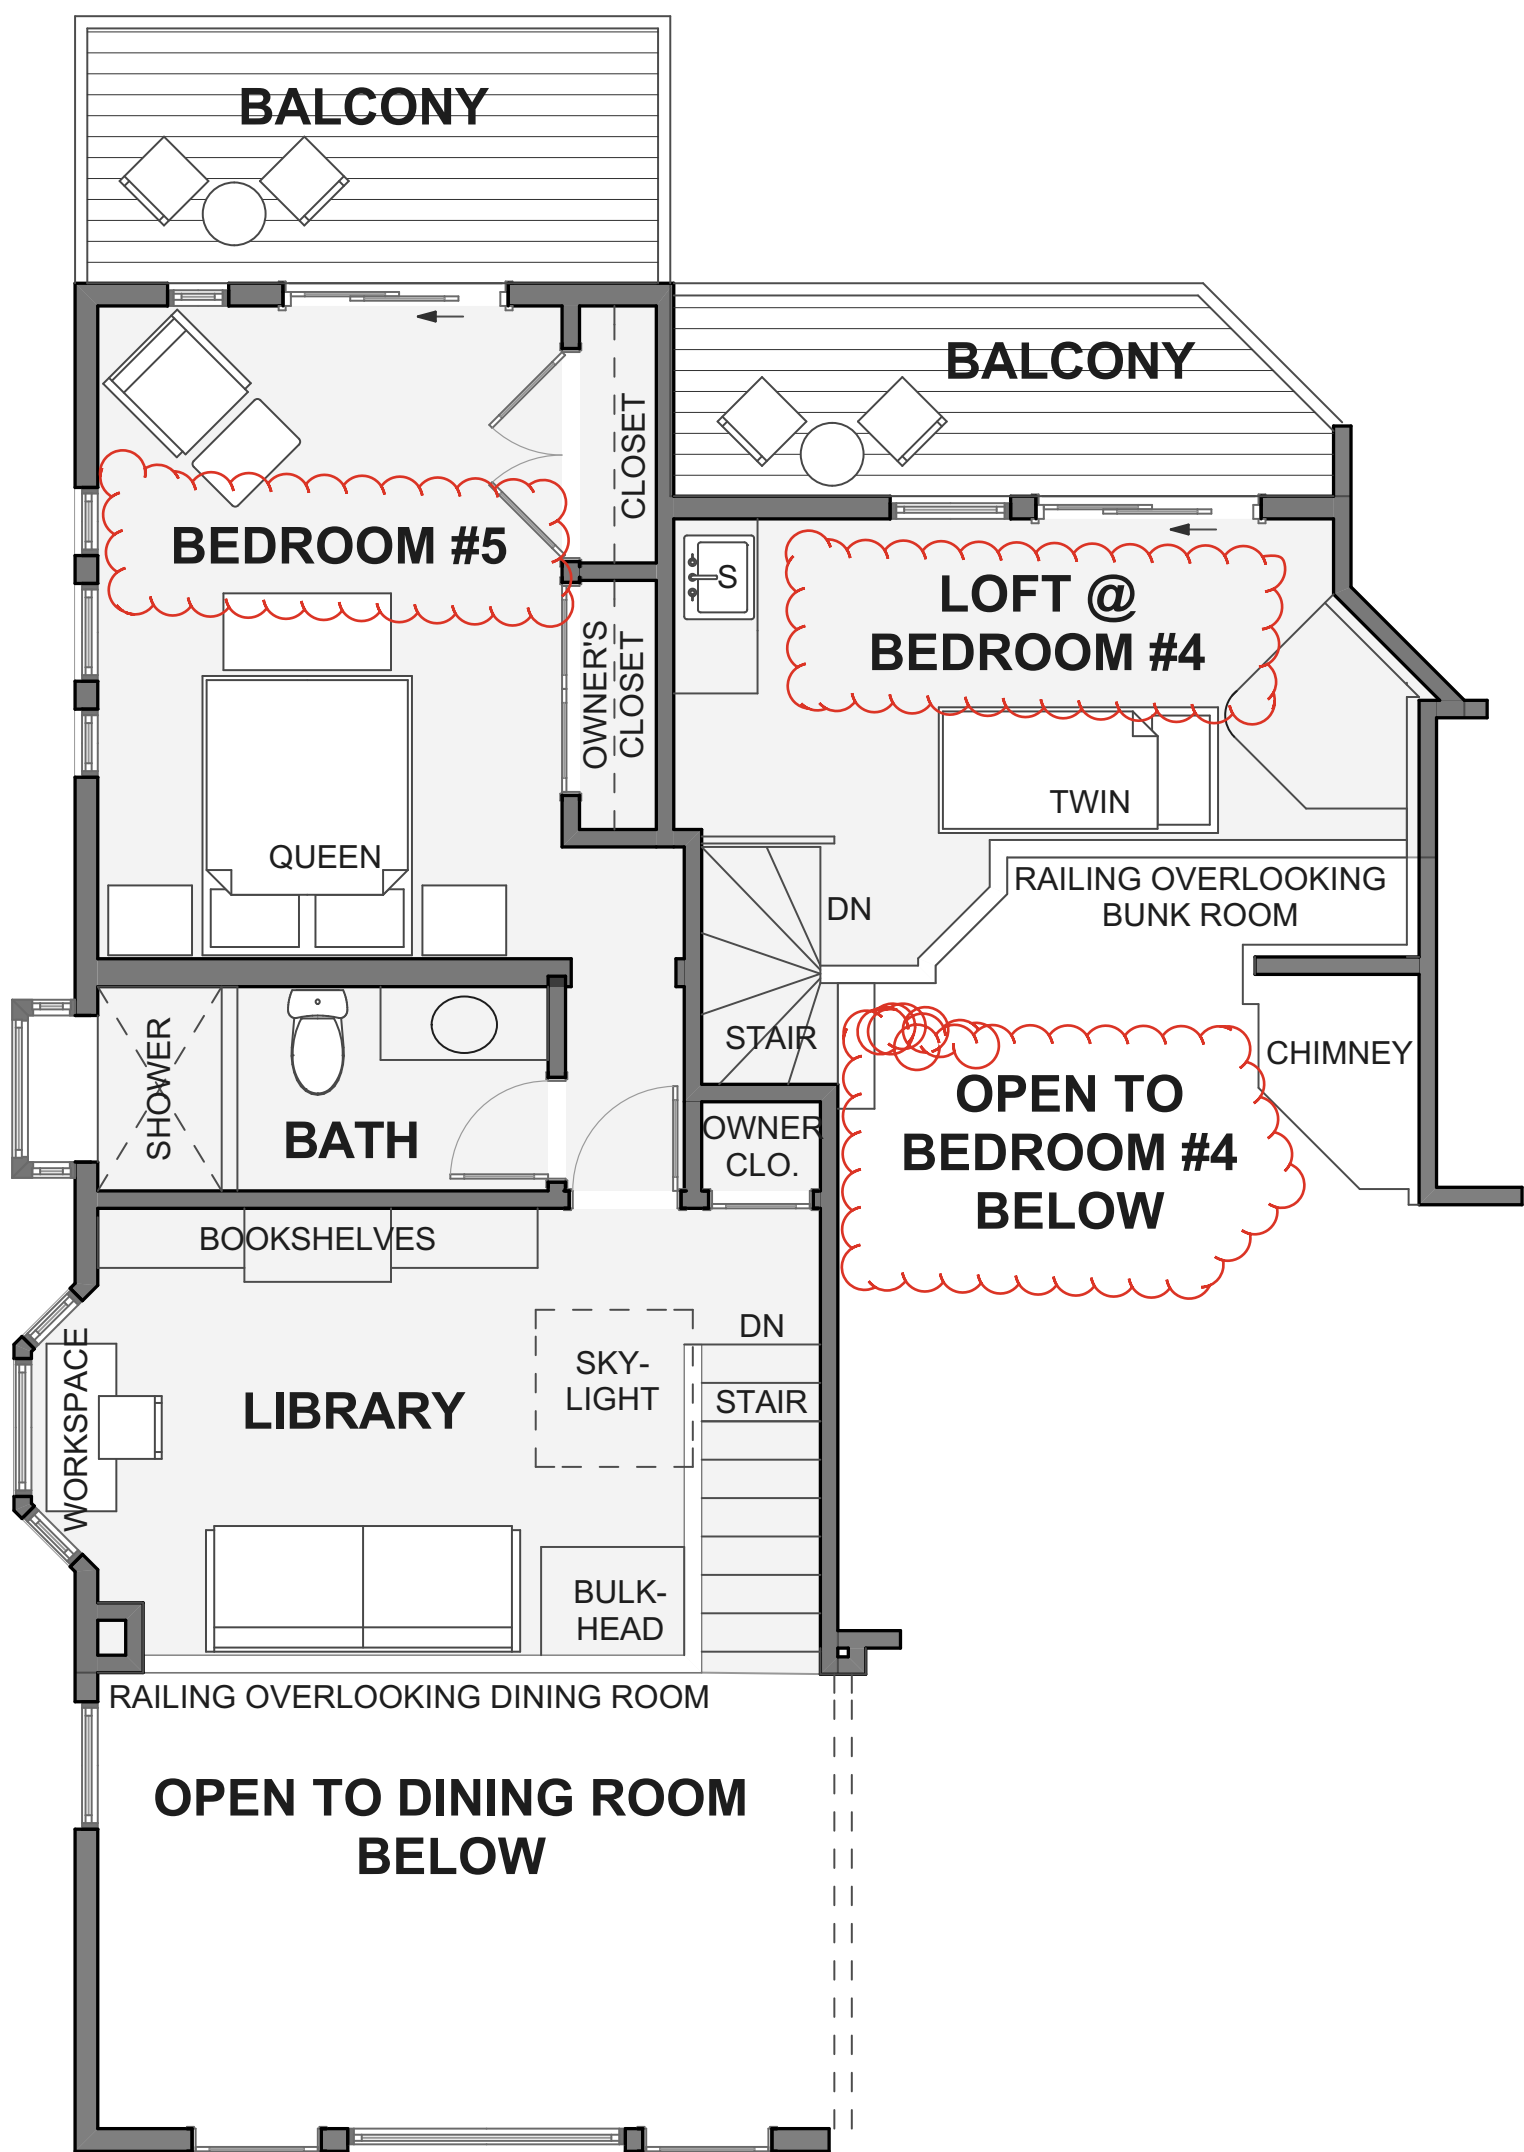 BALCONY
BALCONY
CLOSET
BEDROOM #5
S
LOFT @
BEDROOM #4
OWNER'S
CLOSET
TWIN
QUEEN
RAILING OVERLOOKING
BUNK ROOM
DN
SHOWER
STAIR
CHIMNEY
OPEN TO
BEDROOM #4
BELOW
BATH
OWNER
CLO.
BOOKSHELVES
DN
SKY-
LIGHT
STAIR
WORKSPACE
LIBRARY
BULK-
HEAD
RAILING OVERLOOKING DINING ROOM
OPEN TO DINING ROOM
BELOW